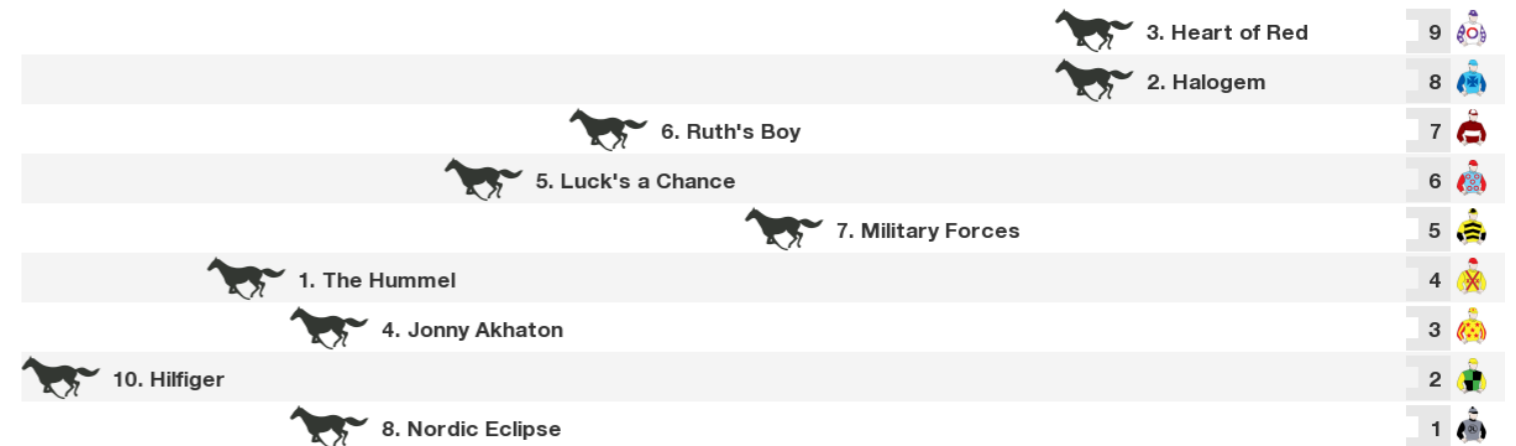 3. Heart of Red 9
2. Halogem 8
6. Ruth's Boy 7
5. Luck's a Chance 6
7. Military Forces 5
1. The Hummel 4
4. Jonny Akhaton 3
10. Hilfiger 2
8. Nordic Eclipse 1